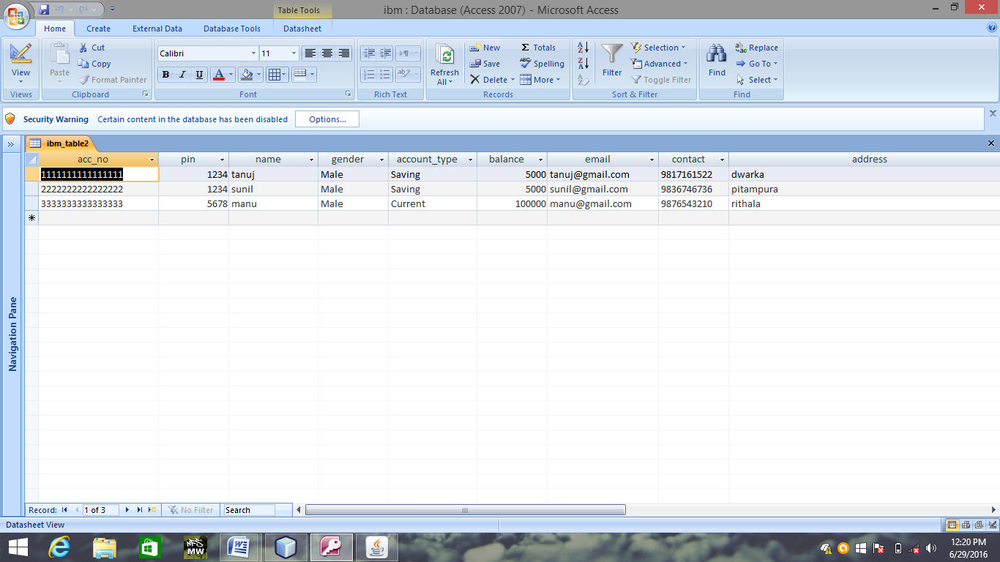 Table Tools
ibm : Database (Access 2007) - Microsoft Access
Home Create External Data Database Tools Datasheet
View
Views
Paste
Cut
Copy
Format Painter
Clipboard
Calibri 11
B I U A
Font
Rich Text
Refresh
All
New
Save
Delete
Σ Totals
ABC Spelling
More
Records
Filter
Selection
Advanced
Toggle Filter
Sort & Filter
Find
Replace
Go To
Select
Find
Security Warning Certain content in the database has been disabled Options...
ibm_table2
acc_no pin name gender account_type balance email contact address
1111111111111111 1234 tanuj Male Saving 5000 tanuj@gmail.com 9817161522 dwarka
2222222222222222 1234 sunil Male Saving 5000 sunil@gmail.com 9836746736 pitampura
3333333333333333 5678 manu Male Current 100000 manu@gmail.com 9876543210 rithala
Navigation Pane
Record: 1 of 3 No Filter Search
Datasheet View
NFS
MW
12:20 PM
6/29/2016